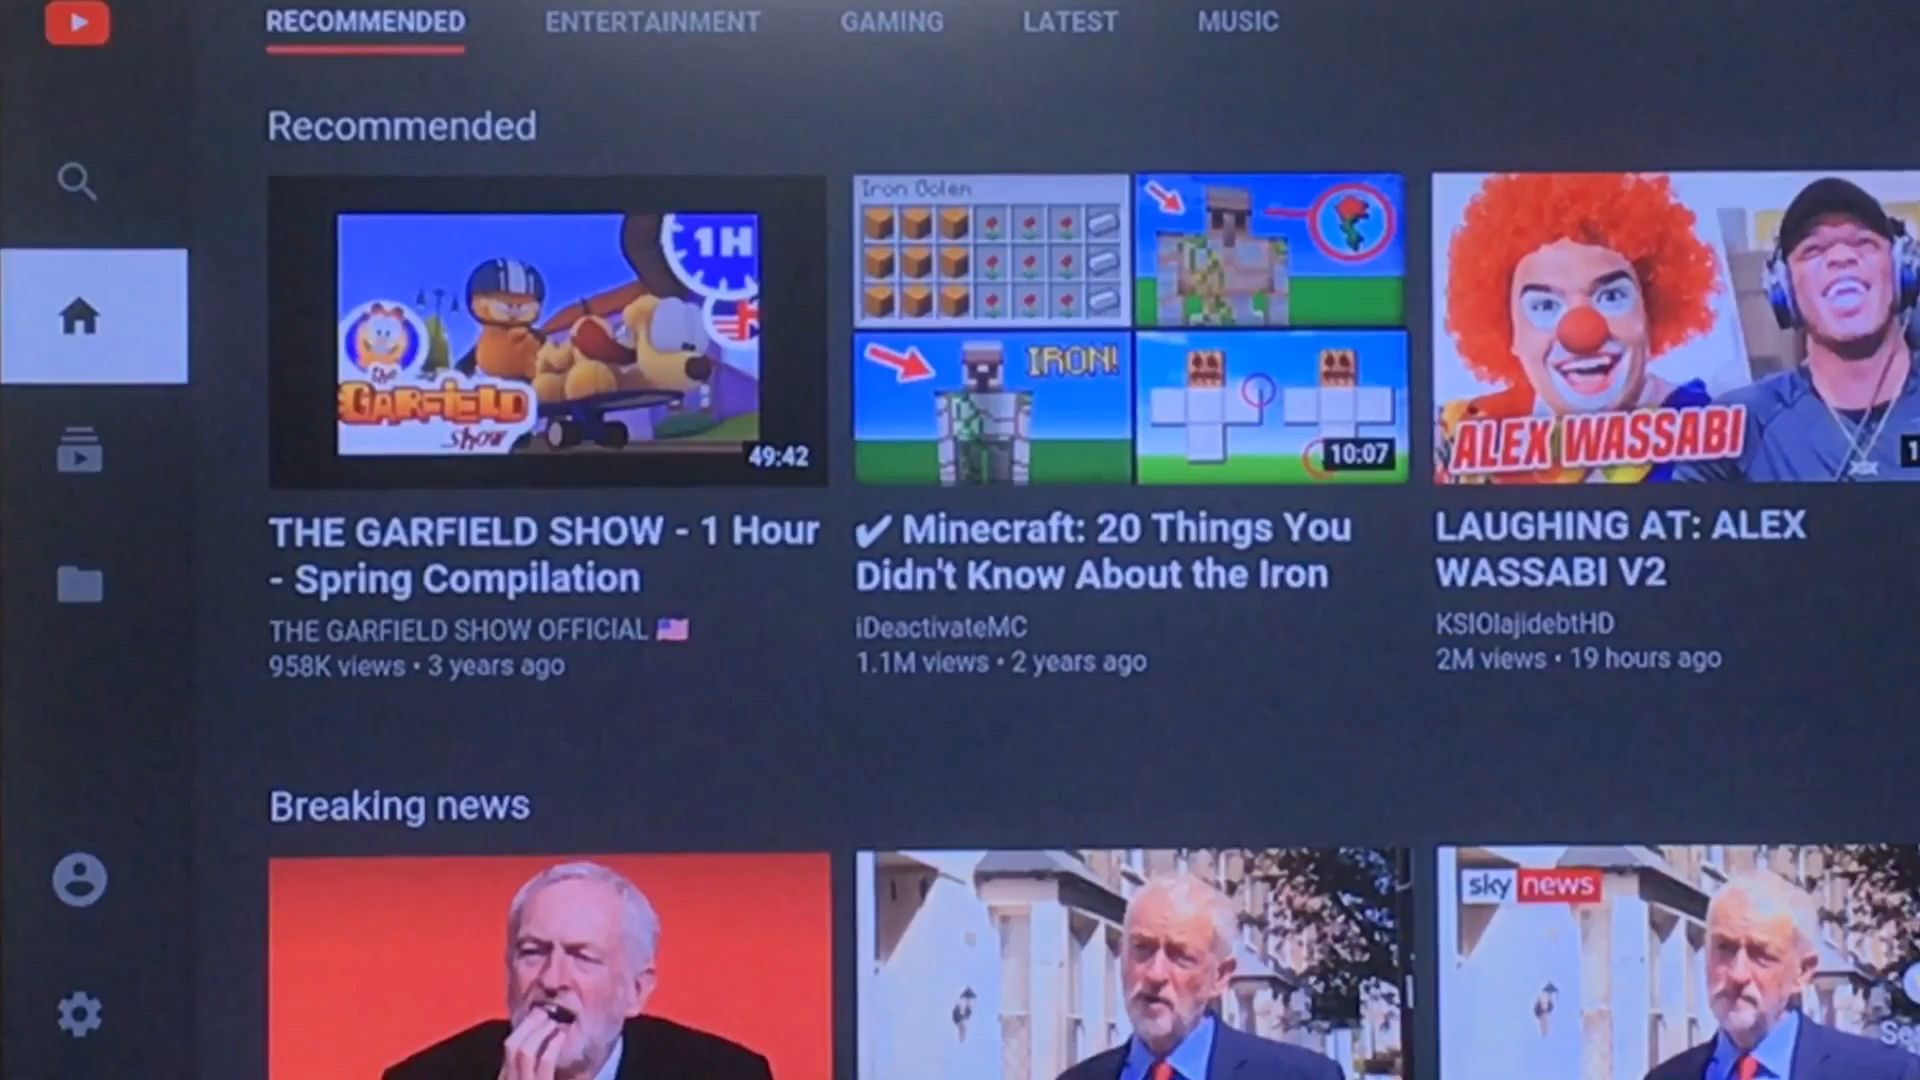 RECOMMENDED ENTERTAINMENT GAMING LATEST MUSIC
Recommended
1H
the
GARFIELD
show
49:42
Iron Golem
IRON!
10:07
ALEX WASSABI
THE GARFIELD SHOW - 1 Hour
- Spring Compilation
THE GARFIELD SHOW OFFICIAL 🇺🇸
958K views • 3 years ago
✔ Minecraft: 20 Things You
Didn't Know About the Iron
iDeactivateMC
1.1M views • 2 years ago
LAUGHING AT: ALEX
WASSABI V2
KSIOlajidebtHD
2M views • 19 hours ago
Breaking news
sky news